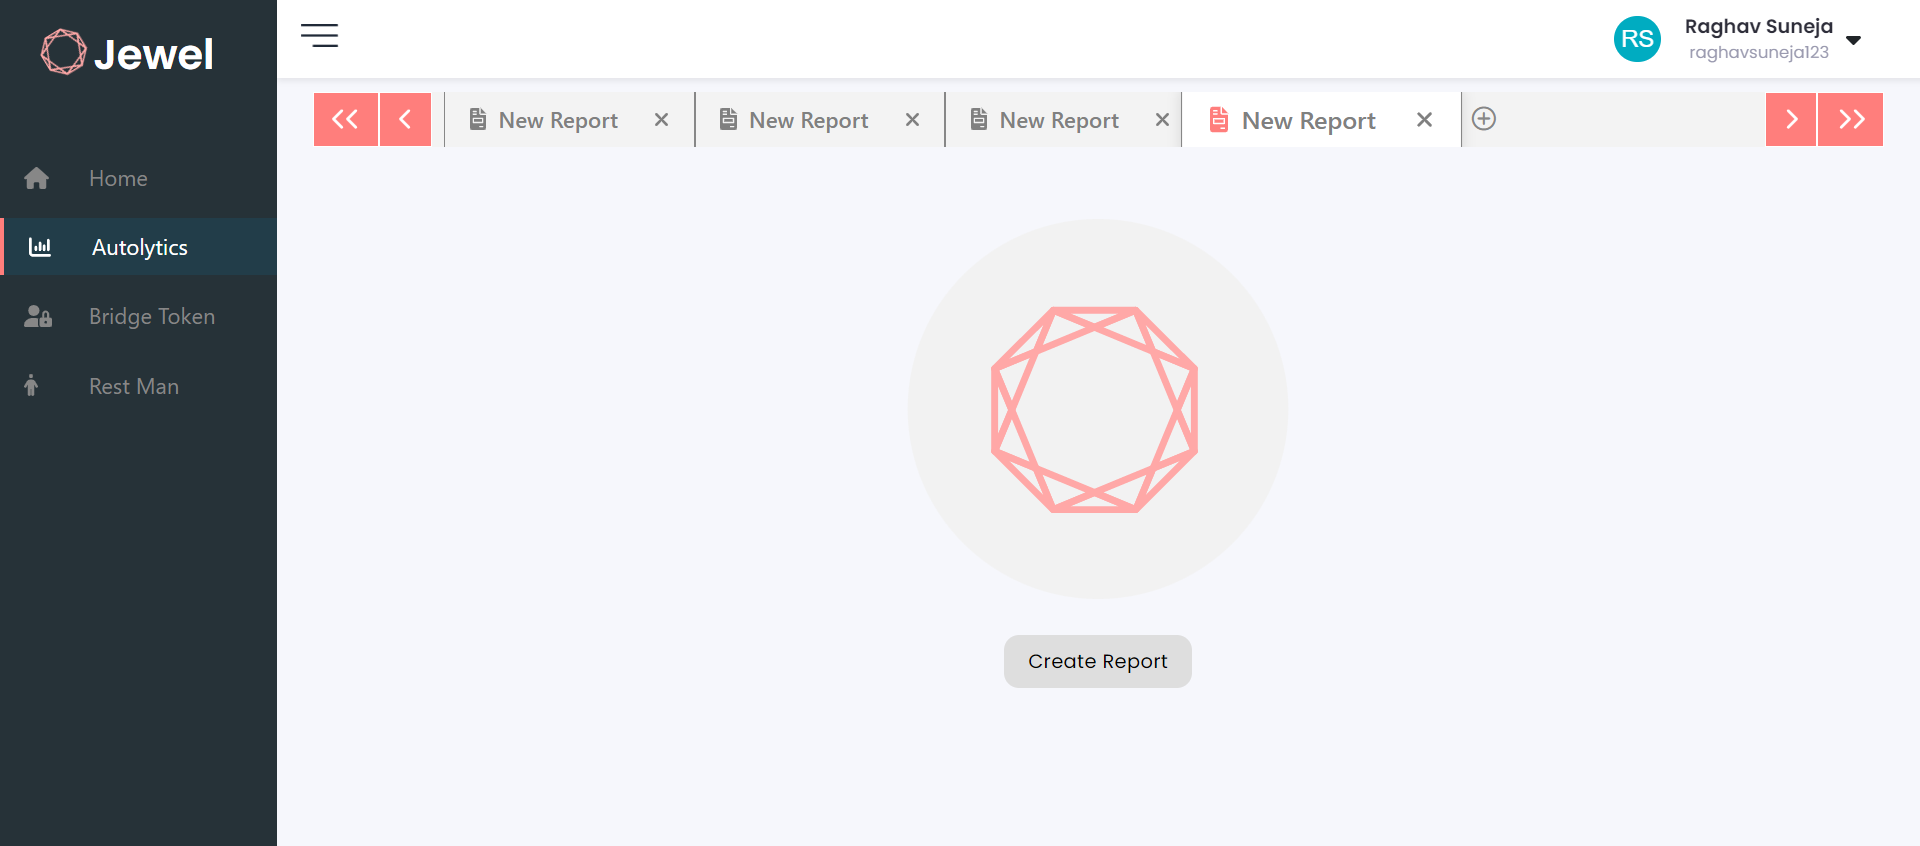 Jewel
RS
Raghav Suneja
raghavsuneja123
New Report
New Report
New Report
New Report
Home
Autolytics
Bridge Token
Rest Man
Create Report